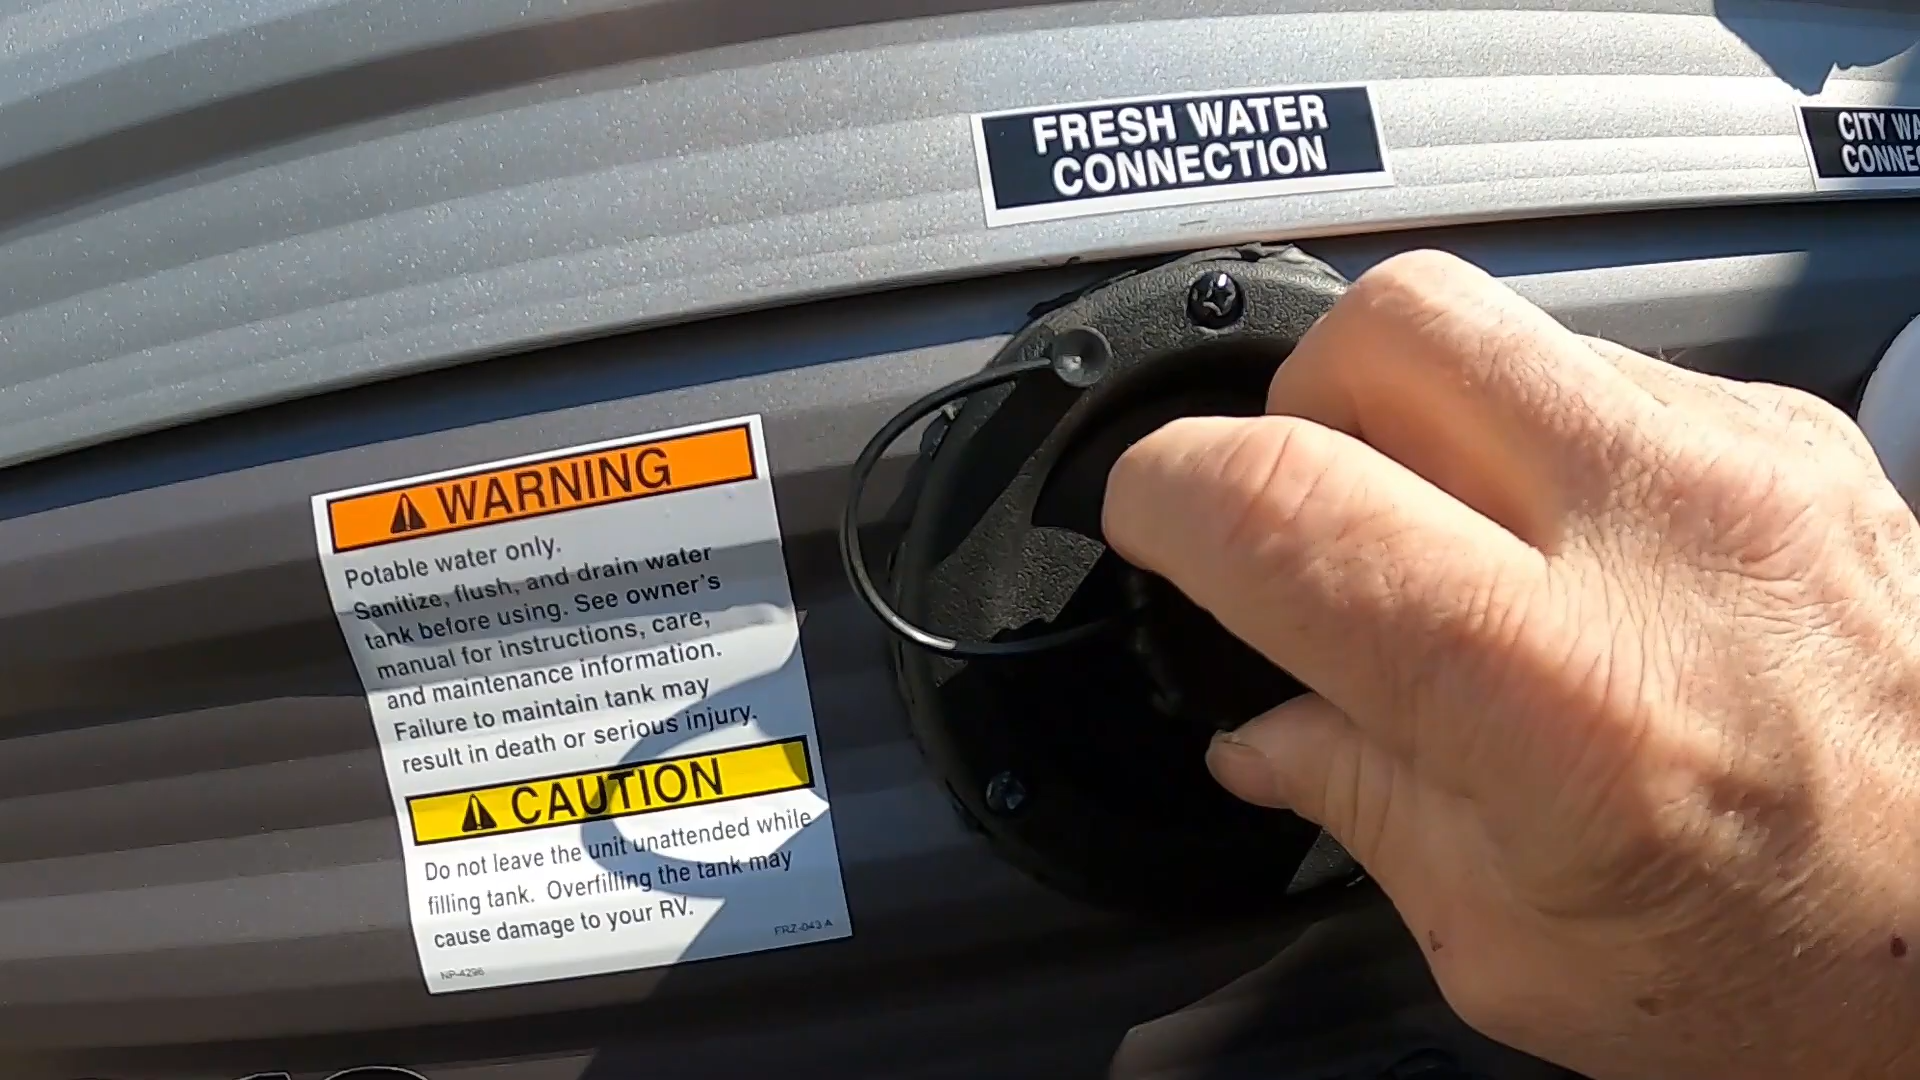 FRESH WATER
CONNECTION
CITY WA
CONNEC
WARNING
Potable water only.
Sanitize, flush, and drain water
tank before using. See owner's
manual for instructions, care,
and maintenance information.
Failure to maintain tank may
result in death or serious injury.
CAUTION
Do not leave the unit unattended while
filling tank. Overfilling the tank may
cause damage to your RV.
FRZ-043 A
NP-4296